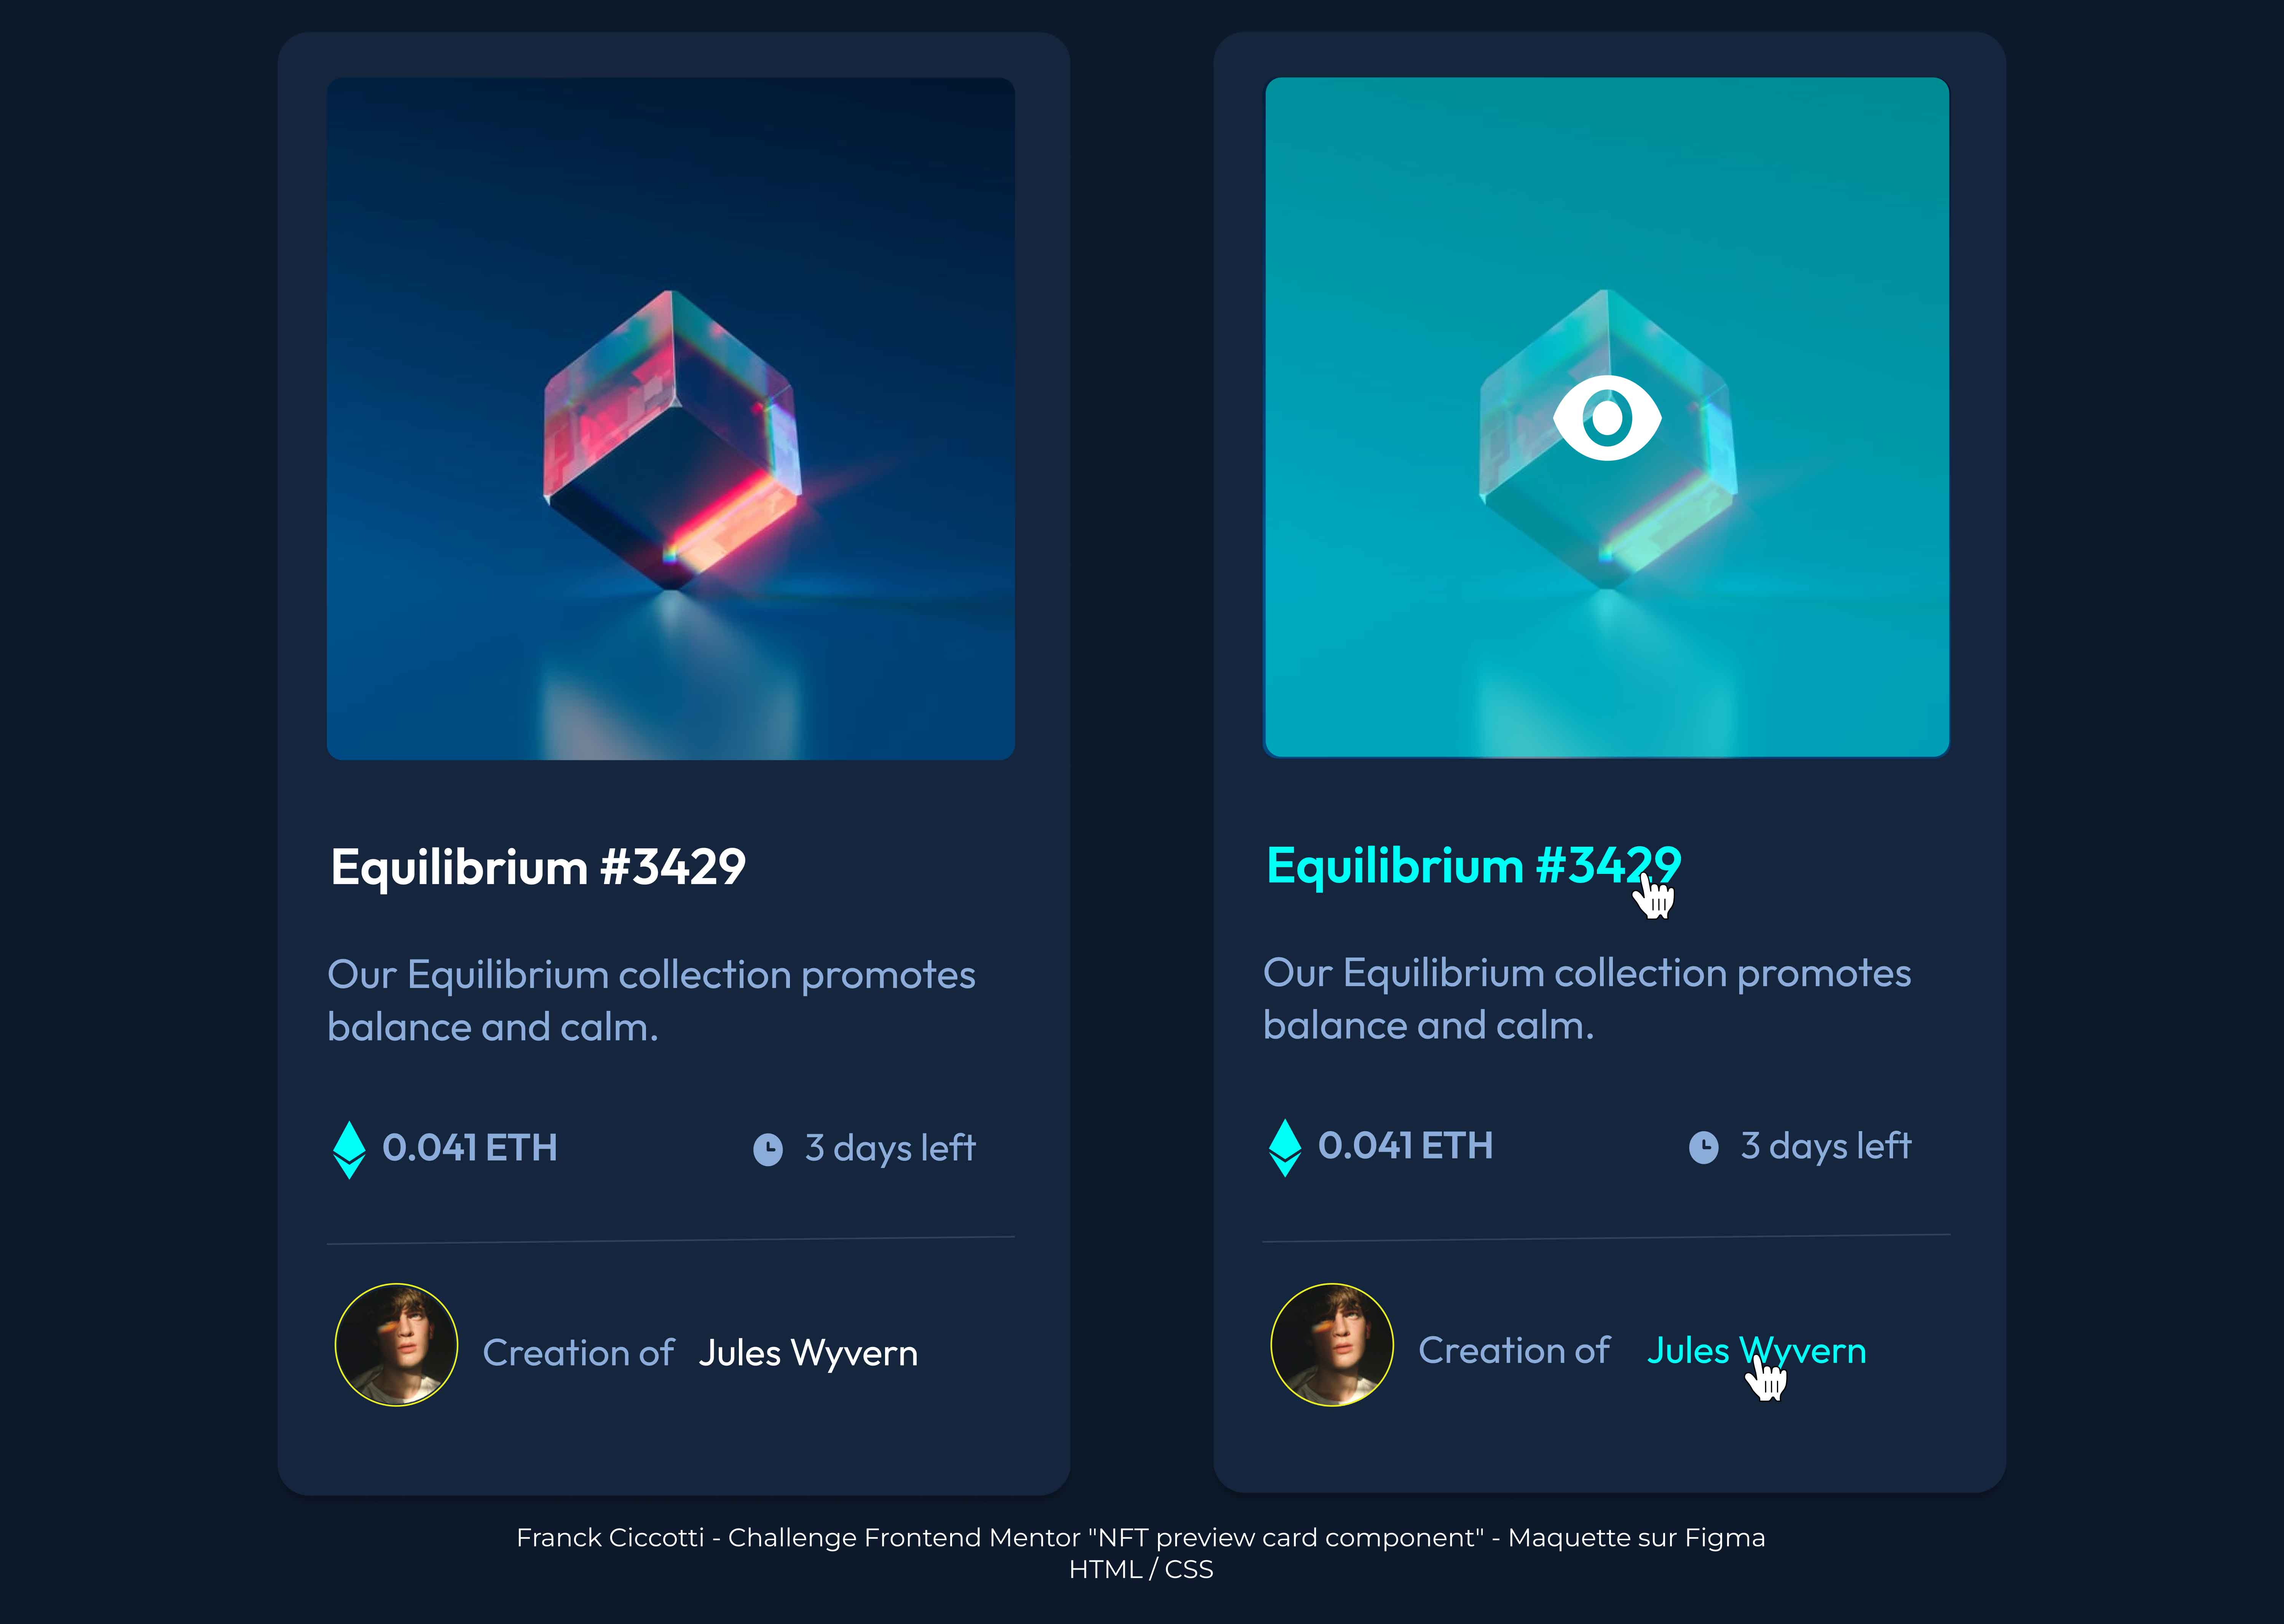 Equilibrium #3429
Our Equilibrium collection promotes
balance and calm.
0.041 ETH
3 days left
Creation of Jules Wyvern
Equilibrium #3429
Our Equilibrium collection promotes
balance and calm.
0.041 ETH
3 days left
Creation of Jules Wyvern
Franck Ciccotti - Challenge Frontend Mentor "NFT preview card component" - Maquette sur Figma
HTML / CSS